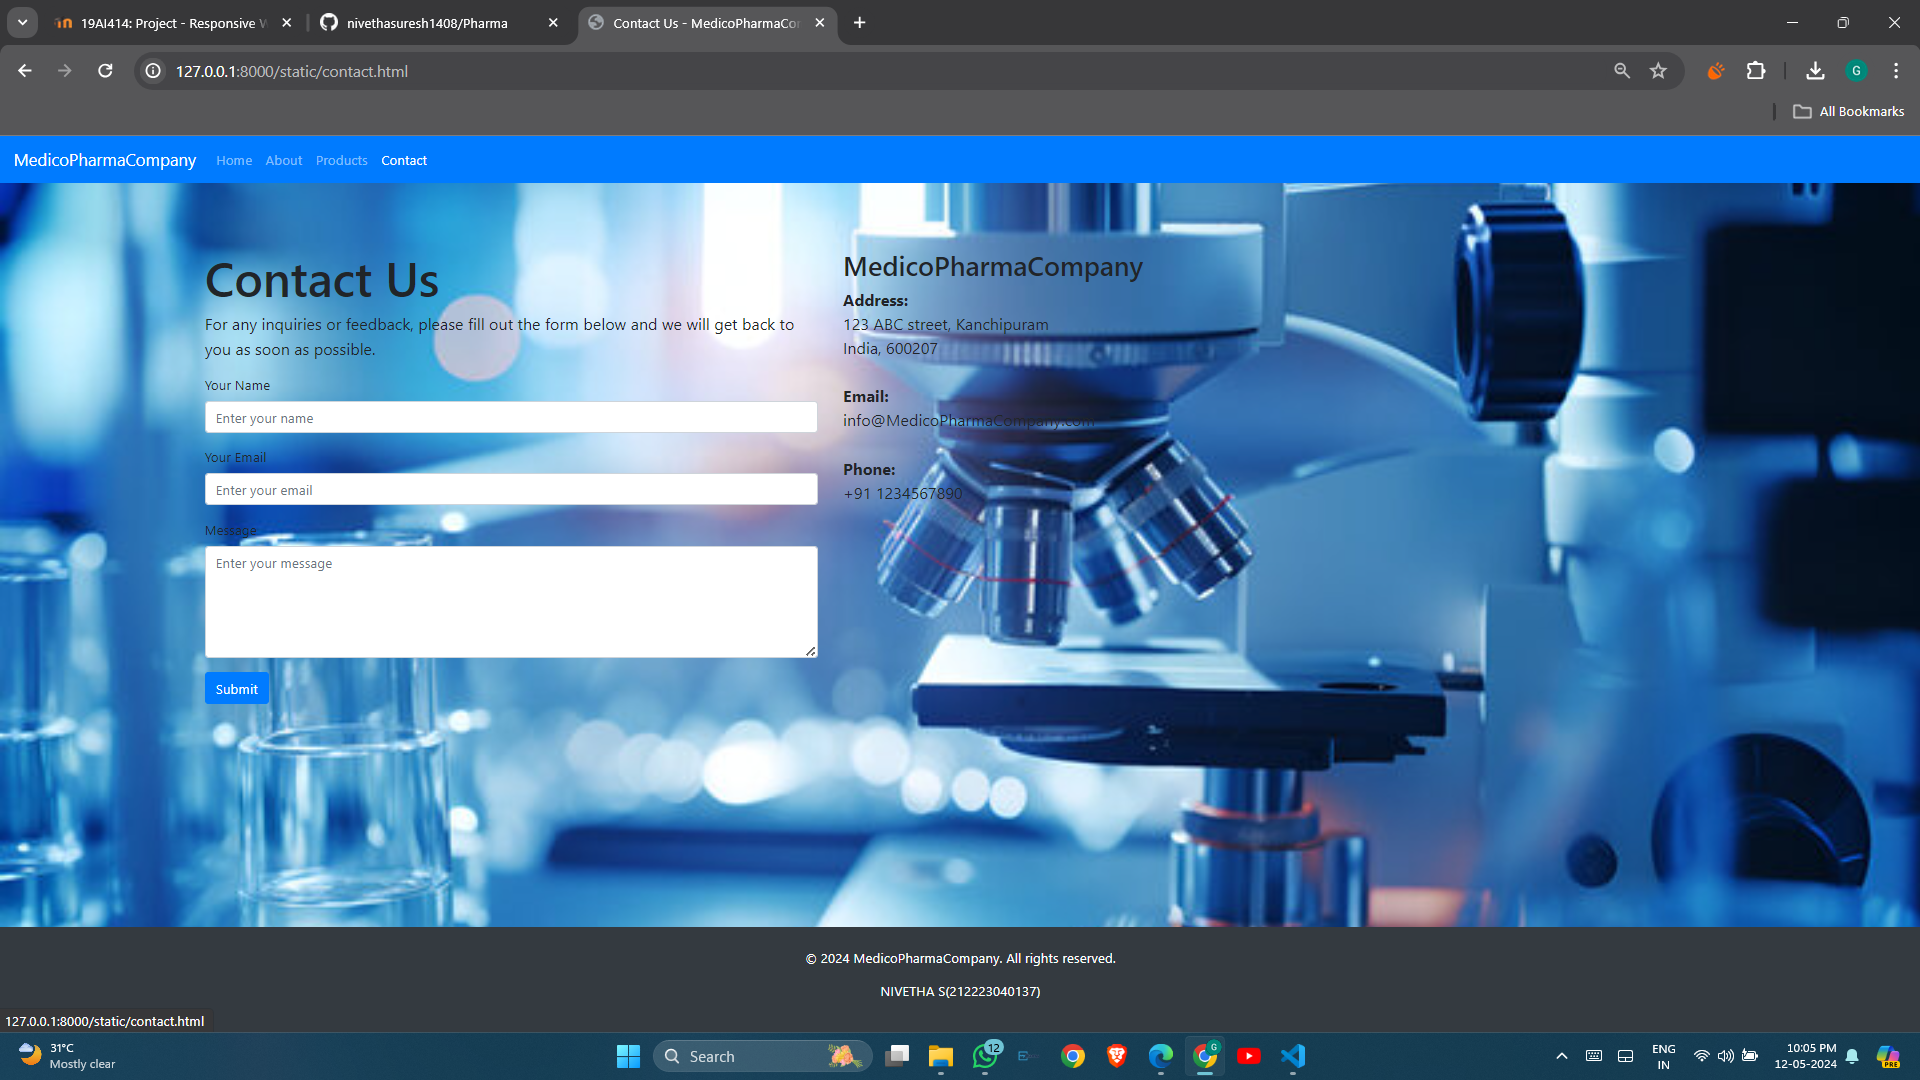 19AI414: Project - Responsive W
nivethasuresh1408/Pharma
Contact Us - MedicoPharmaCo
127.0.0.1:8000/static/contact.html
G
All Bookmarks
MedicoPharmaCompany
Home
About
Products
Contact
Contact Us
For any inquiries or feedback, please fill out the form below and we will get back to
you as soon as possible.
Your Name
Enter your name
Your Email
Enter your email
Message
Enter your message
Submit
MedicoPharmaCompany
Address:
123 ABC street, Kanchipuram
India, 600207
Email:
info@MedicoPharmaCompany.com
Phone:
+91 1234567890
© 2024 MedicoPharmaCompany. All rights reserved.
NIVETHA S(212223040137)
127.0.0.1:8000/static/contact.html
31°C
Mostly clear
Search
12
G
ENG
IN
10:05 PM
12-05-2024
PRE